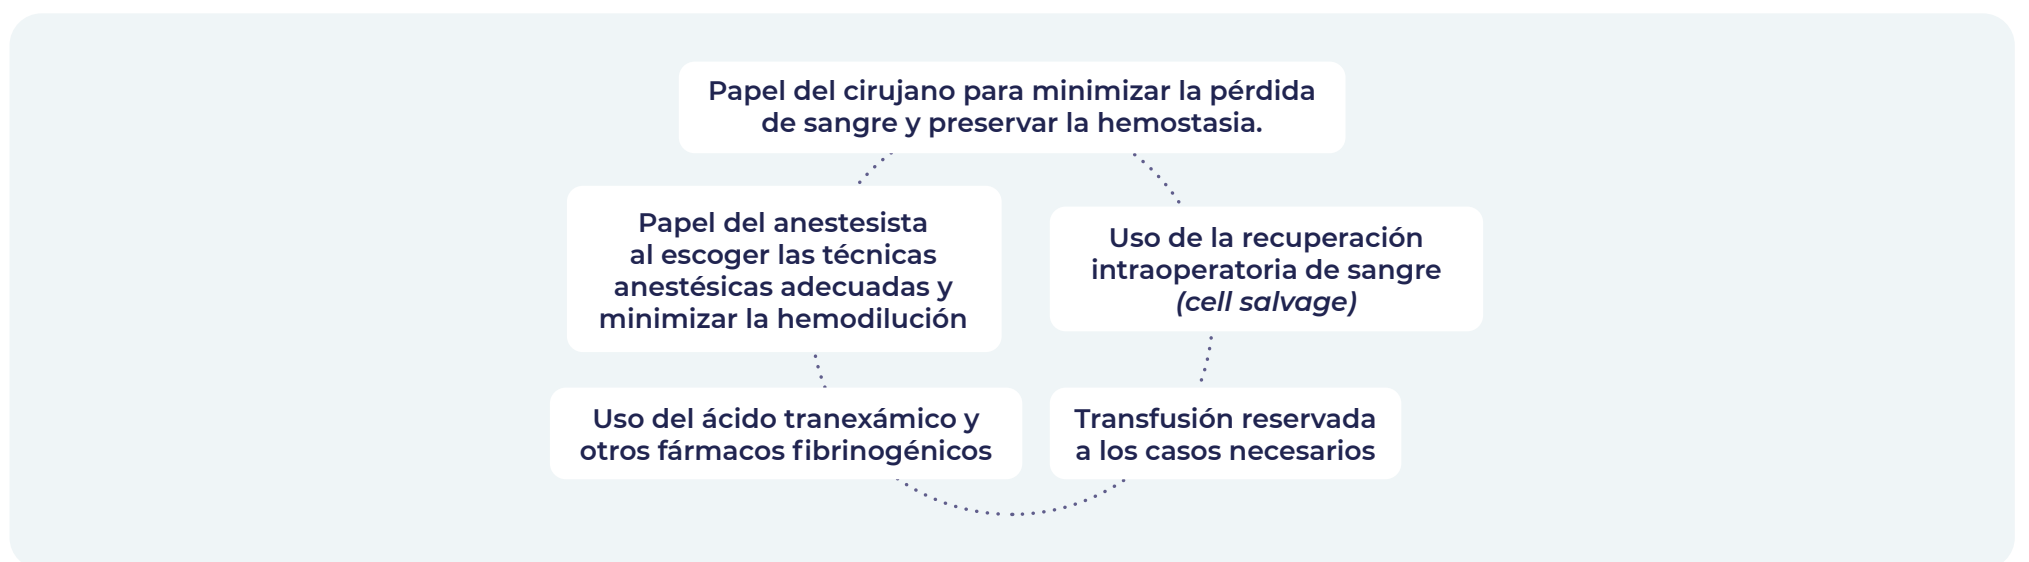 Papel del cirujano para minimizar la pérdida
de sangre y preservar la hemostasia.
Papel del anestesista
al escoger las técnicas
anestésicas adecuadas y
minimizar la hemodilución
Uso de la recuperación
intraoperatoria de sangre
(cell salvage)
Uso del ácido tranexámico y
otros fármacos fibrinogénicos
Transfusión reservada
a los casos necesarios